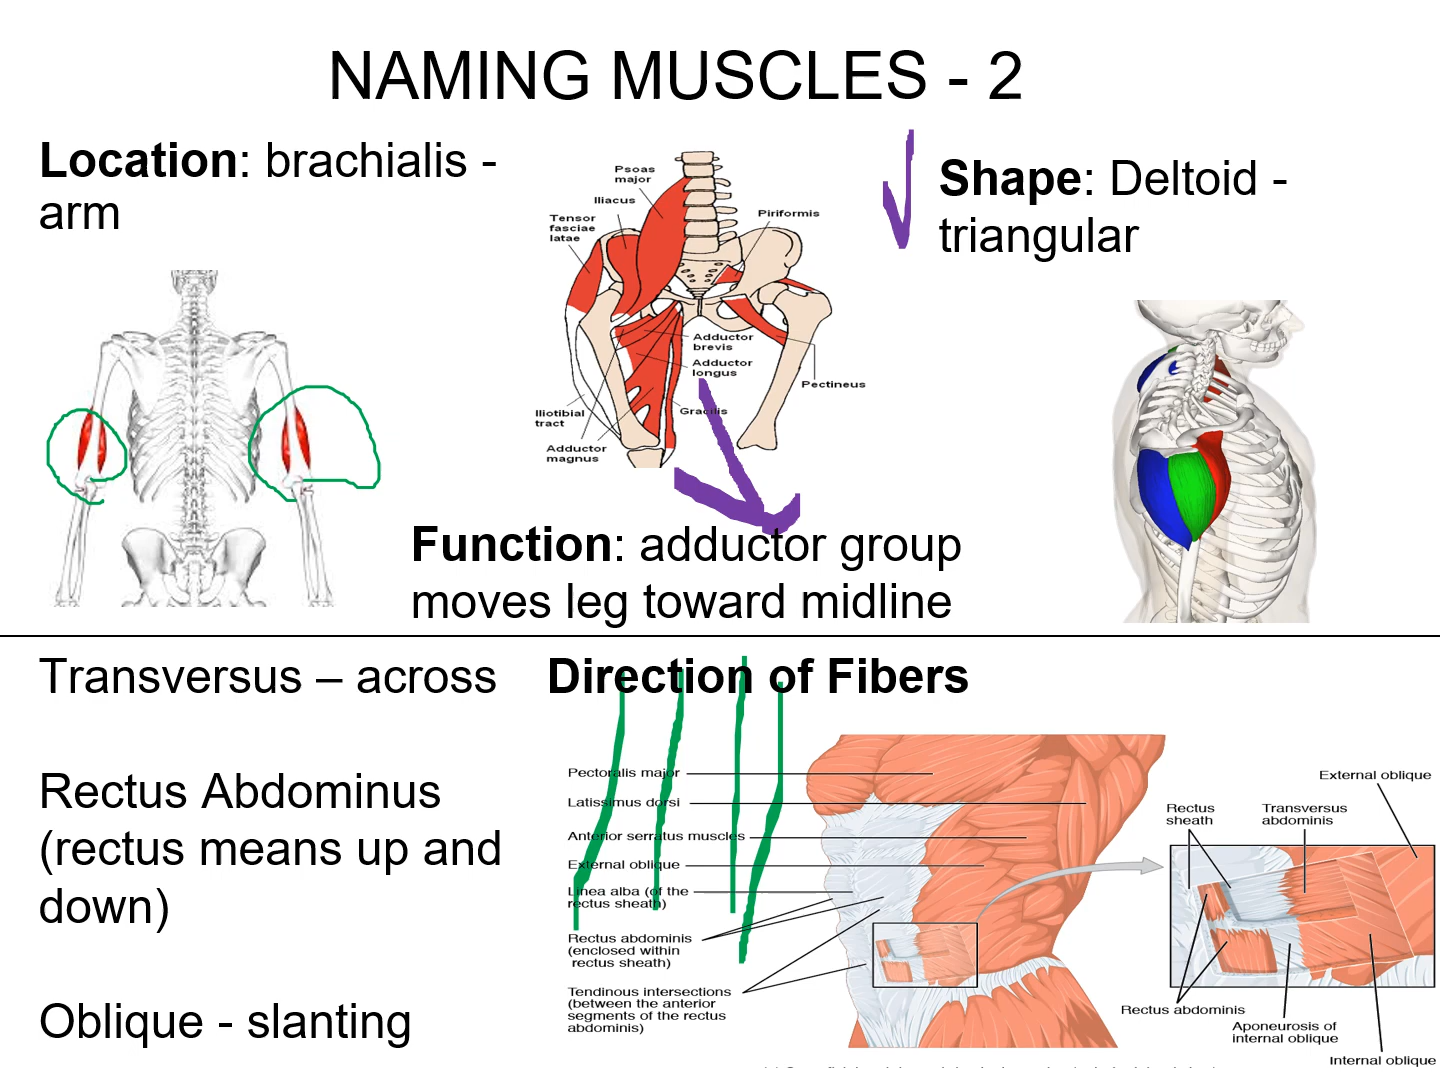 NAMING MUSCLES - 2
Location: brachialis -
arm
Psoas
major
Iliacus
Tensor
fasciae
latae
Piriformis
Adductor
brevis
Adductor
longus
Pectineus
Gracilis
Iliotibial
tract
Adductor
magnus
Shape: Deltoid -
triangular
Function: adductor group
moves leg toward midline
Transversus – across
Rectus Abdominus
(rectus means up and
down)
Oblique - slanting
Direction of Fibers
Pectoralis major
Latissimus dorsi
Anterior serratus muscles
External oblique
Linea alba (of the
rectus sheath)
Rectus abdominis
(enclosed within
rectus sheath)
Tendinous intersections
(between the anterior
segments of the rectus
abdominis)
External oblique
Rectus
sheath
Transversus
abdominis
Rectus abdominis
Aponeurosis of
internal oblique
Internal oblique